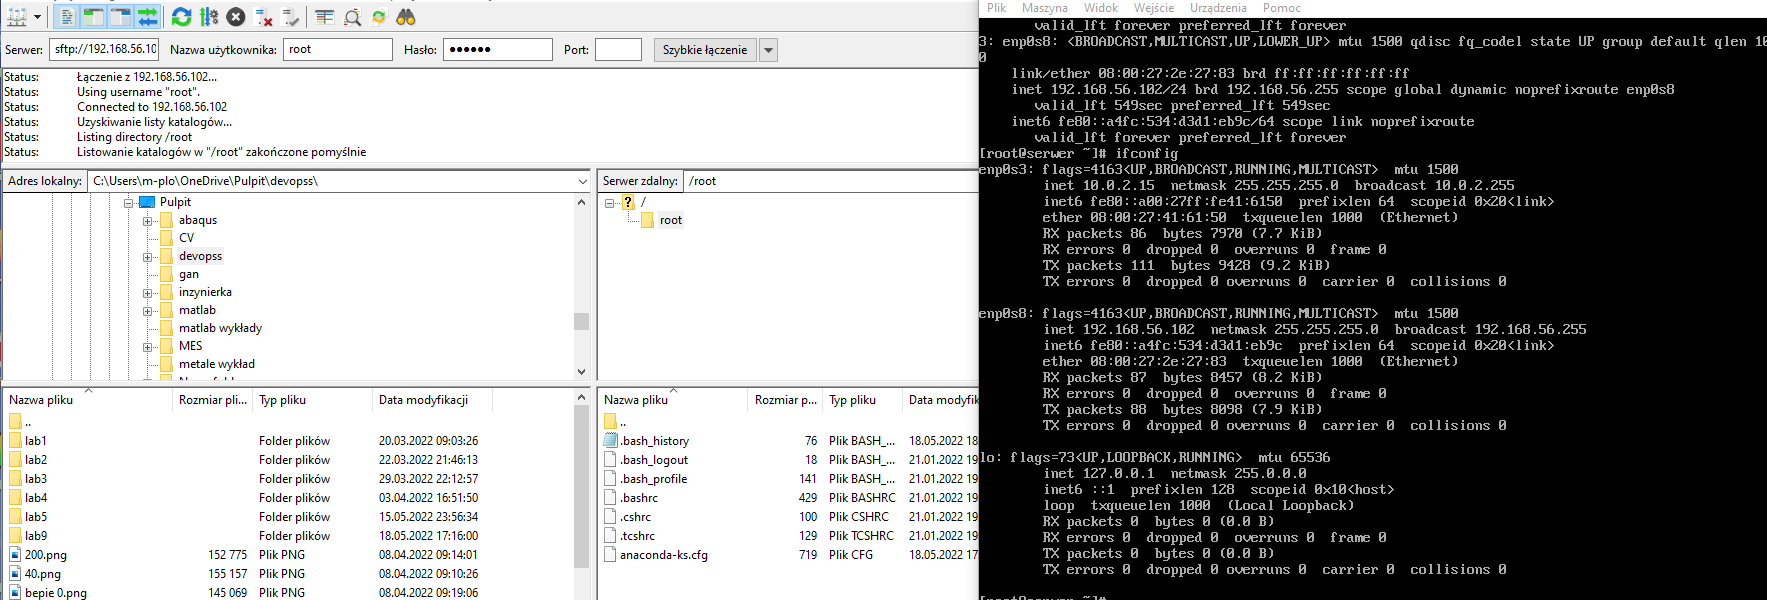 Serwer:
sftp://192.168.56.10
Nazwa użytkownika:
root
Hasło:
●●●●●●
Port:
Szybkie łączenie
Status: Łączenie z 192.168.56.102...
Status: Using username "root".
Status: Connected to 192.168.56.102
Status: Uzyskiwanie listy katalogów...
Status: Listing directory /root
Status: Listowanie katalogów w "/root" zakończone pomyślnie
Adres lokalny: C:\Users\m-plo\OneDrive\Pulpit\devopss\
Pulpit
abaqus
CV
devopss
gan
inzynierka
matlab
matlab wykłady
MES
metale wykład
Serwer zdalny: /root
/
root
Nazwa pliku Rozmiar pli... Typ pliku Data modyfikacji
..
lab1 Folder plików 20.03.2022 09:03:26
lab2 Folder plików 22.03.2022 21:46:13
lab3 Folder plików 29.03.2022 22:12:57
lab4 Folder plików 03.04.2022 16:51:50
lab5 Folder plików 15.05.2022 23:56:34
lab9 Folder plików 18.05.2022 17:16:00
200.png 152 775 Plik PNG 08.04.2022 09:14:01
40.png 155 157 Plik PNG 08.04.2022 09:10:26
bepie 0.png 145 069 Plik PNG 08.04.2022 09:19:06
Nazwa pliku Rozmiar p... Typ pliku Data modyfik
..
.bash_history 76 Plik BASH_... 18.05.2022 18
.bash_logout 18 Plik BASH_... 21.01.2022 19
.bash_profile 141 Plik BASH_... 21.01.2022 19
.bashrc 429 Plik BASHRC 21.01.2022 19
.cshrc 100 Plik CSHRC 21.01.2022 19
.tcshrc 129 Plik TCSHRC 21.01.2022 19
anaconda-ks.cfg 719 Plik CFG 18.05.2022 17
Plik Maszyna Widok Wejście Urządzenia Pomoc
valid_lft forever preferred_lft forever
3: enp0s8: <BROADCAST,MULTICAST,UP,LOWER_UP> mtu 1500 qdisc fq_codel state UP group default qlen 10
0
link/ether 08:00:27:2e:27:83 brd ff:ff:ff:ff:ff:ff
inet 192.168.56.102/24 brd 192.168.56.255 scope global dynamic noprefixroute enp0s8
valid_lft 549sec preferred_lft 549sec
inet6 fe80::a4fc:534:d3d1:eb9c/64 scope link noprefixroute
valid_lft forever preferred_lft forever
[root@serwer ~]# ifconfig
enp0s3: flags=4163<UP,BROADCAST,RUNNING,MULTICAST> mtu 1500
inet 10.0.2.15 netmask 255.255.255.0 broadcast 10.0.2.255
inet6 fe80::a00:27ff:fe41:6150 prefixlen 64 scopeid 0x20<link>
ether 08:00:27:41:61:50 txqueuelen 1000 (Ethernet)
RX packets 86 bytes 7970 (7.7 KiB)
RX errors 0 dropped 0 overruns 0 frame 0
TX packets 111 bytes 9428 (9.2 KiB)
TX errors 0 dropped 0 overruns 0 carrier 0 collisions 0
enp0s8: flags=4163<UP,BROADCAST,RUNNING,MULTICAST> mtu 1500
inet 192.168.56.102 netmask 255.255.255.0 broadcast 192.168.56.255
inet6 fe80::a4fc:534:d3d1:eb9c prefixlen 64 scopeid 0x20<link>
ether 08:00:27:2e:27:83 txqueuelen 1000 (Ethernet)
RX packets 87 bytes 8457 (8.2 KiB)
RX errors 0 dropped 0 overruns 0 frame 0
TX packets 88 bytes 8098 (7.9 KiB)
TX errors 0 dropped 0 overruns 0 carrier 0 collisions 0
lo: flags=73<UP,LOOPBACK,RUNNING> mtu 65536
inet 127.0.0.1 netmask 255.0.0.0
inet6 ::1 prefixlen 128 scopeid 0x10<host>
loop txqueuelen 1000 (Local Loopback)
RX packets 0 bytes 0 (0.0 B)
RX errors 0 dropped 0 overruns 0 frame 0
TX packets 0 bytes 0 (0.0 B)
TX errors 0 dropped 0 overruns 0 carrier 0 collisions 0
[root@serwer ~]#